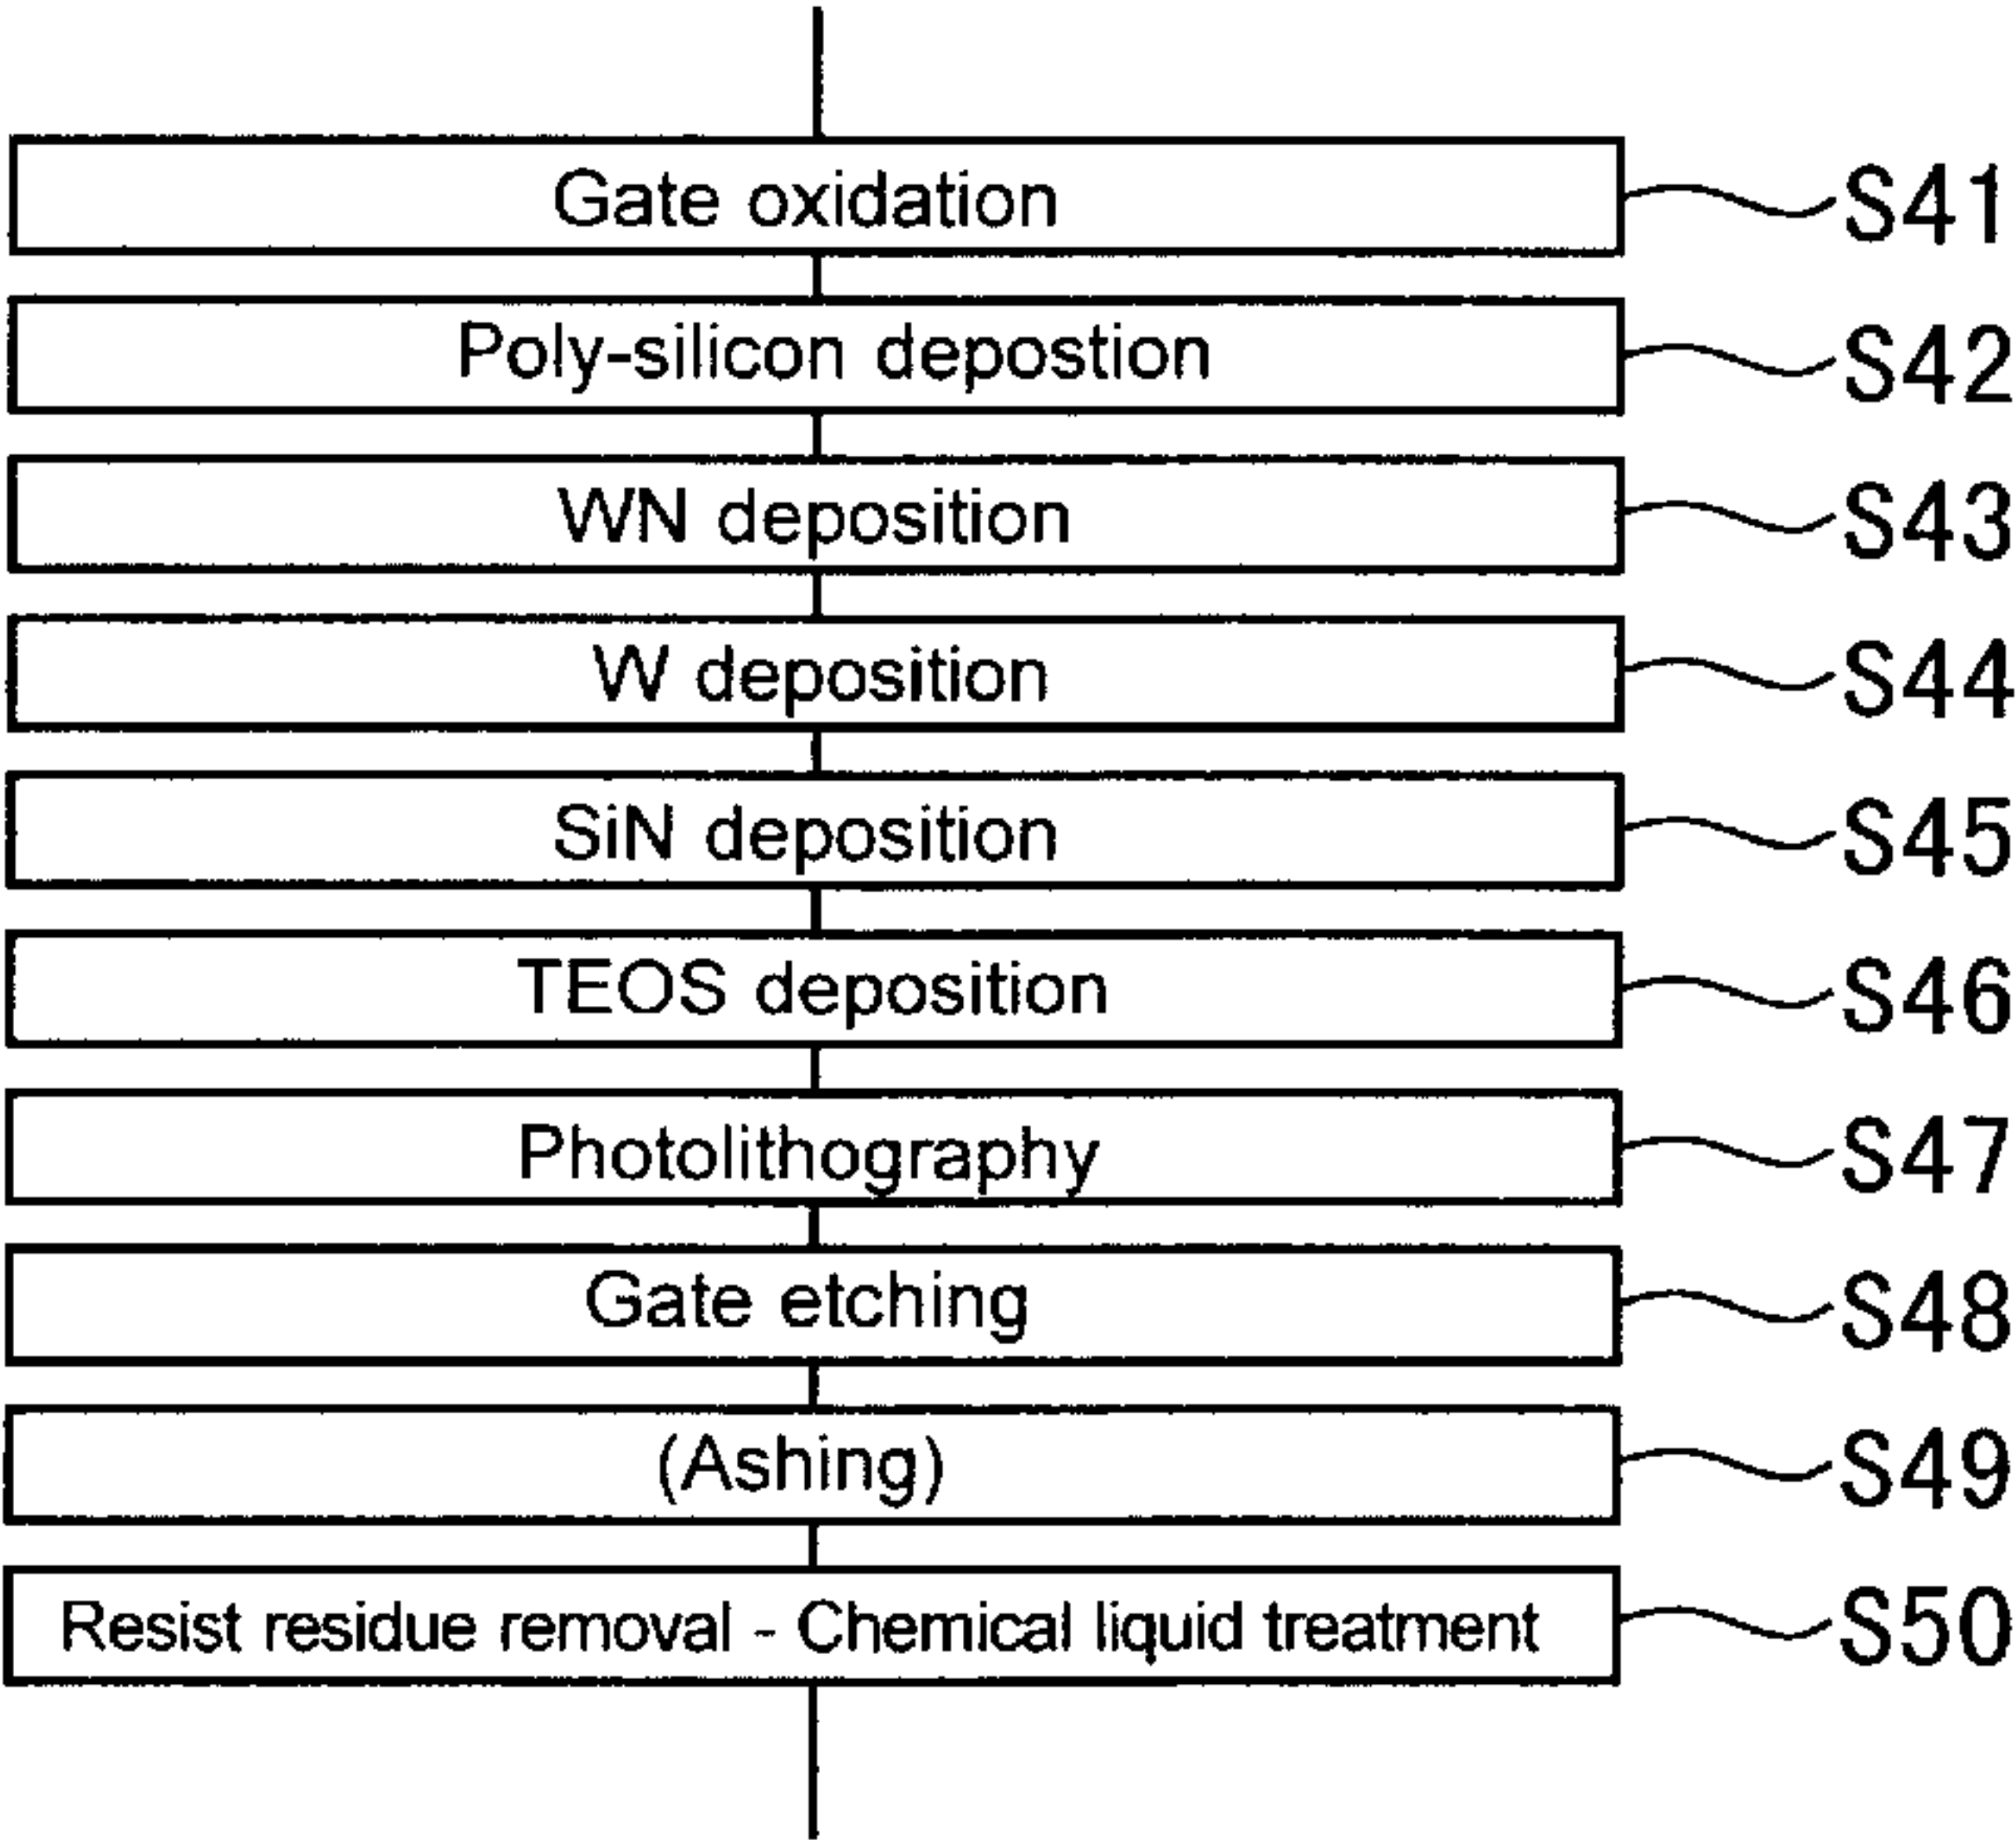 Gate oxidation S41
Poly-silicon depostion S42
WN deposition S43
W deposition S44
SiN deposition S45
TEOS deposition S46
Photolithography S47
Gate etching S48
(Ashing) S49
Resist residue removal - Chemical liquid treatment S50